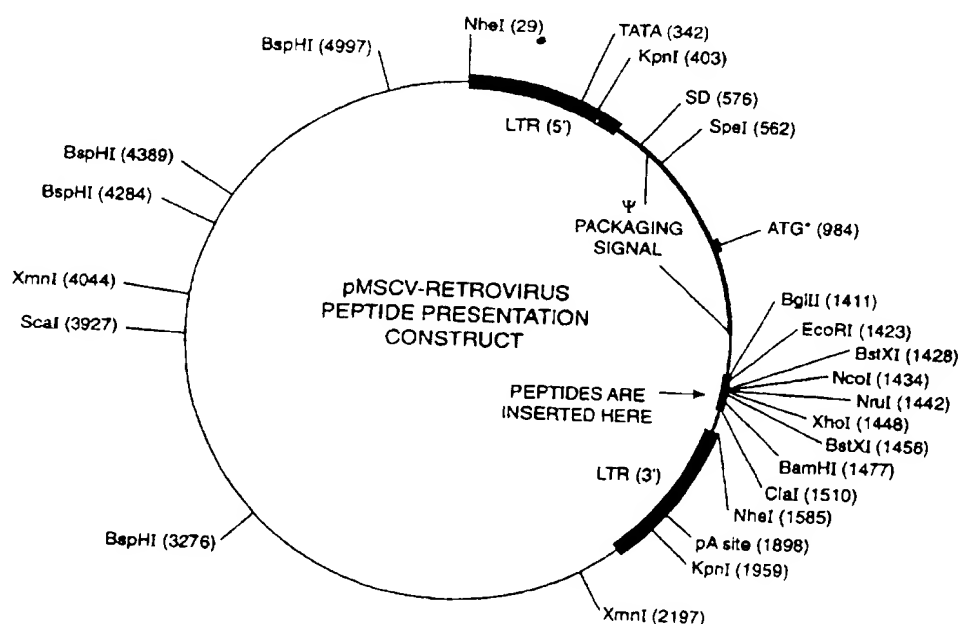 NheI (29)
TATA (342)
KpnI (403)
BspHI (4997)
SD (576)
SpeI (562)
LTR (5')
BspHI (4389)
BspHI (4284)
Ψ
PACKAGING
SIGNAL
ATG* (984)
XmnI (4044)
ScaI (3927)
pMSCV-RETROVIRUS
PEPTIDE PRESENTATION
CONSTRUCT
BglII (1411)
EcoRI (1423)
BstXI (1428)
NcoI (1434)
NruI (1442)
XhoI (1448)
BstXI (1458)
BamHI (1477)
ClaI (1510)
NheI (1585)
PEPTIDES ARE
INSERTED HERE
LTR (3')
pA site (1898)
KpnI (1959)
BspHI (3276)
XmnI (2197)